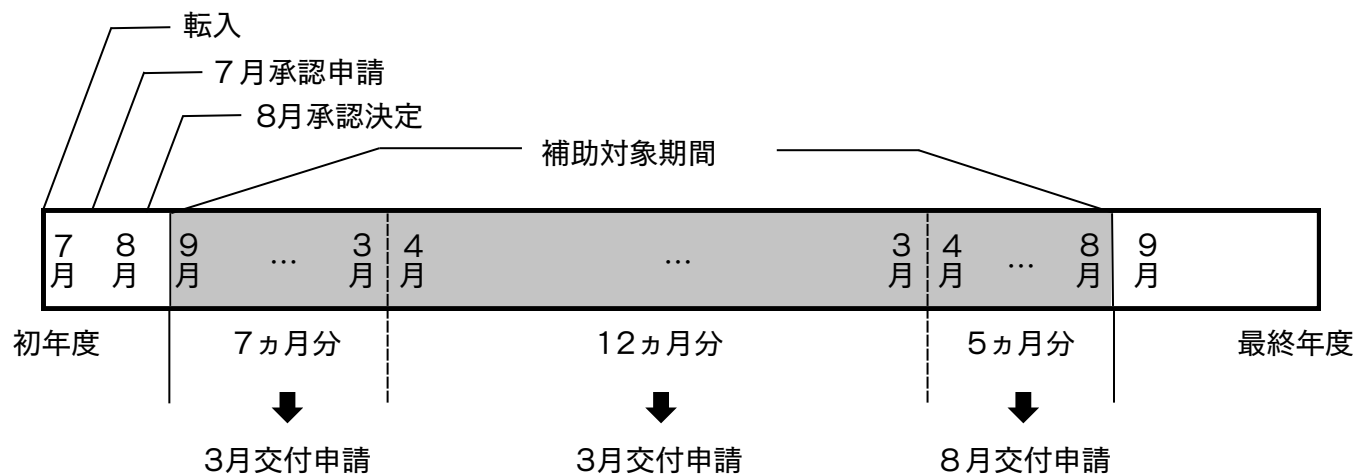 転入
７月承認申請
8月承認決定
補助対象期間
7月 8月 9月 … 3月 4月 … 3月 4月 … 8月 9月
初年度 7ヵ月分 12ヵ月分 5ヵ月分 最終年度
3月交付申請 3月交付申請 8月交付申請